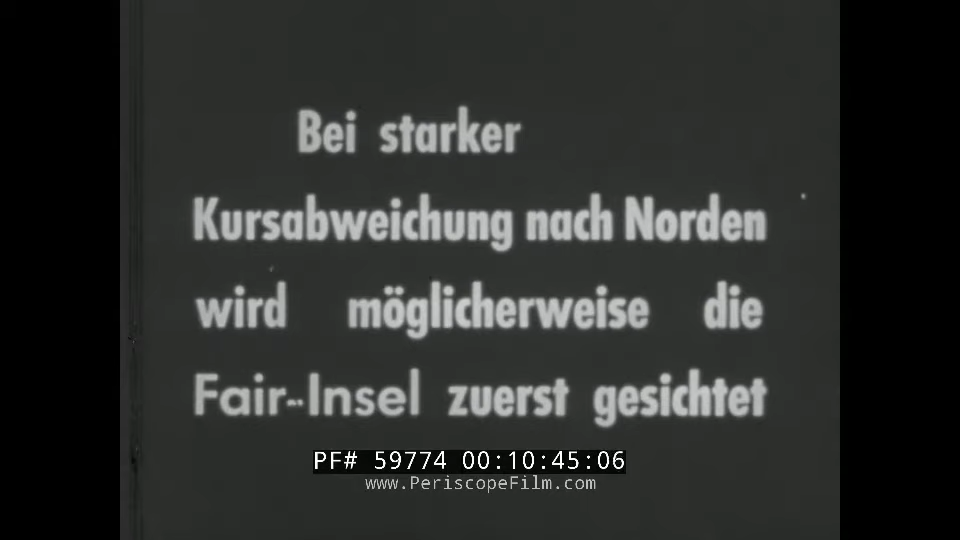 Bei starker
Kursabweichung nach Norden
wird möglicherweise die
Fair-Insel zuerst gesichtet
PF# 59774 00:10:45:06
www.PeriscopeFilm.com